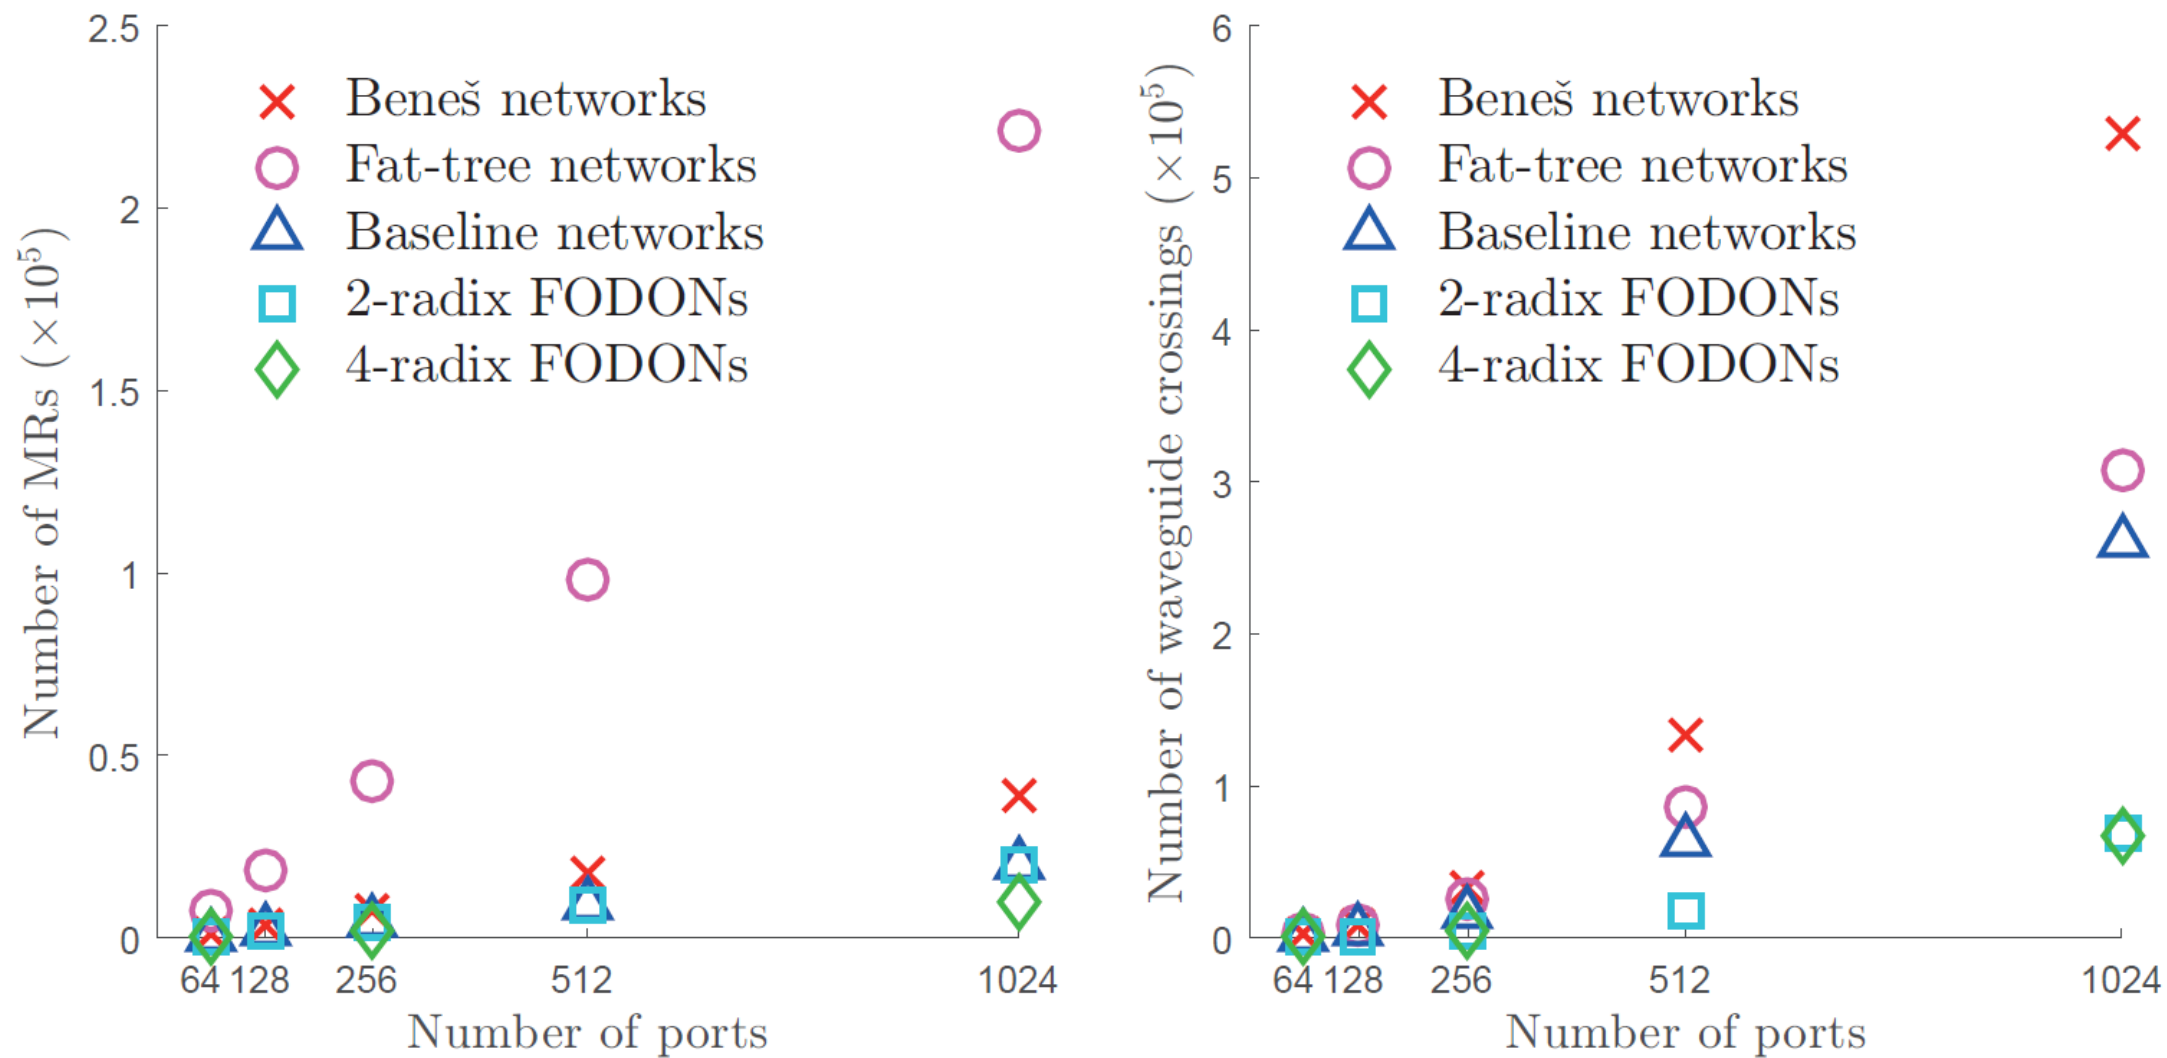 2.5
2
1.5
1
0.5
0
Number of MRs (×10⁵)
Beneš networks
Fat-tree networks
Baseline networks
2-radix FODONs
4-radix FODONs
64 128 256 512 1024
Number of ports
6
5
4
3
2
1
0
Number of waveguide crossings (×10⁵)
Beneš networks
Fat-tree networks
Baseline networks
2-radix FODONs
4-radix FODONs
64 128 256 512 1024
Number of ports